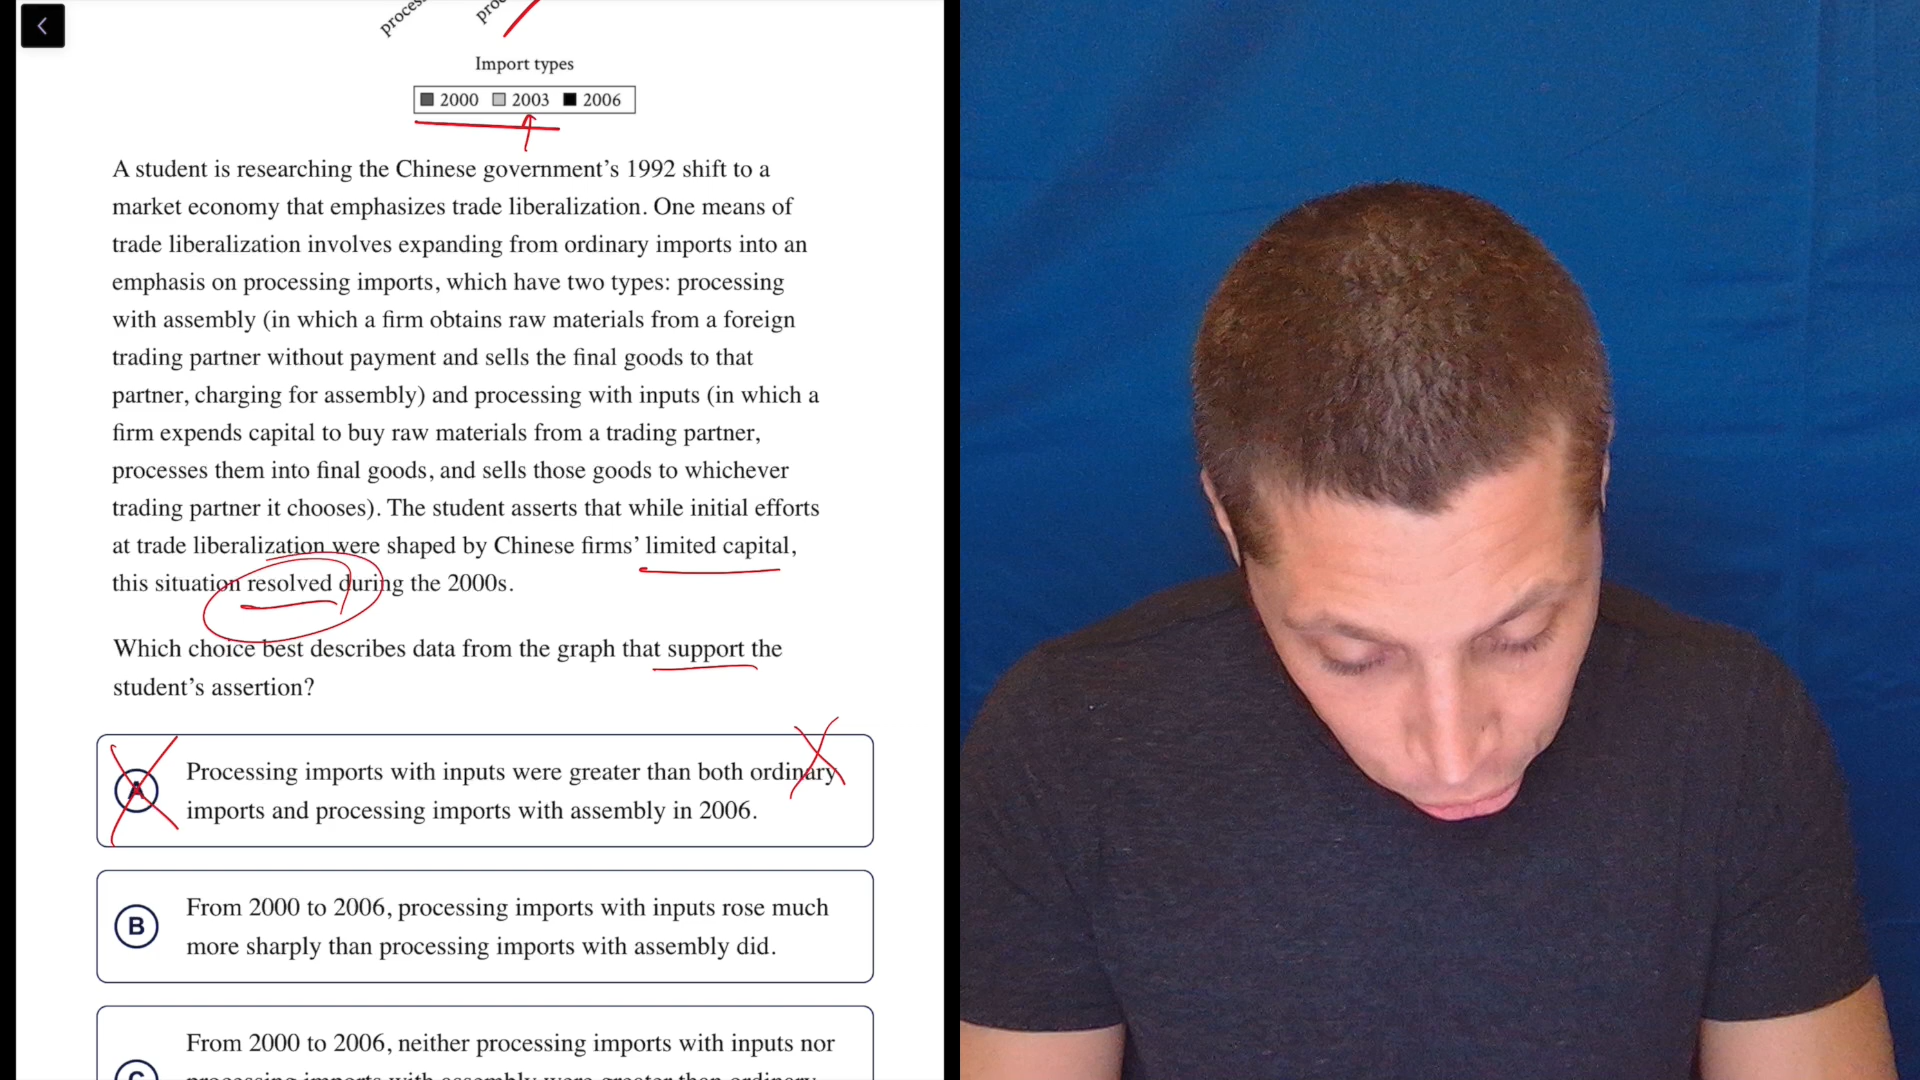 Import types
2000 2003 2006
A student is researching the Chinese government’s 1992 shift to a
market economy that emphasizes trade liberalization. One means of
trade liberalization involves expanding from ordinary imports into an
emphasis on processing imports, which have two types: processing
with assembly (in which a firm obtains raw materials from a foreign
trading partner without payment and sells the final goods to that
partner, charging for assembly) and processing with inputs (in which a
firm expends capital to buy raw materials from a trading partner,
processes them into final goods, and sells those goods to whichever
trading partner it chooses). The student asserts that while initial efforts
at trade liberalization were shaped by Chinese firms’ limited capital,
this situation resolved during the 2000s.
Which choice best describes data from the graph that support the
student’s assertion?
A
Processing imports with inputs were greater than both ordinary
imports and processing imports with assembly in 2006.
B
From 2000 to 2006, processing imports with inputs rose much
more sharply than processing imports with assembly did.
C
From 2000 to 2006, neither processing imports with inputs nor
processing imports with assembly were greater than ordinary